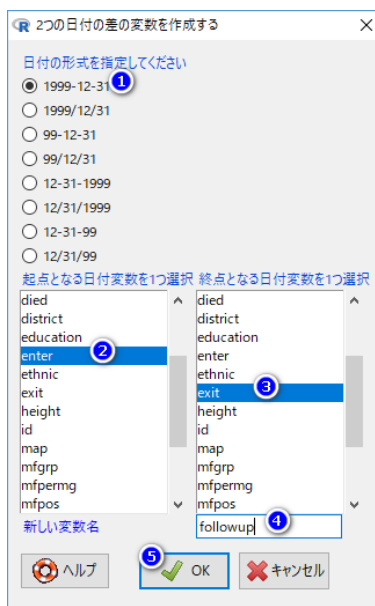 2つの日付の差の変数を作成する
日付の形式を指定してください
1999-12-31 1
1999/12/31
99-12-31
99/12/31
12-31-1999
12/31/1999
12-31-99
12/31/99
起点となる日付変数を1つ選択 終点となる日付変数を1つ選択
died died
district district
education education
enter 2 enter
ethnic ethnic
exit exit 3
height height
id id
map map
mfgrp mfgrp
mfpermg mfpermg
mfpos mfpos
新しい変数名 followup 4
ヘルプ 5 OK キャンセル